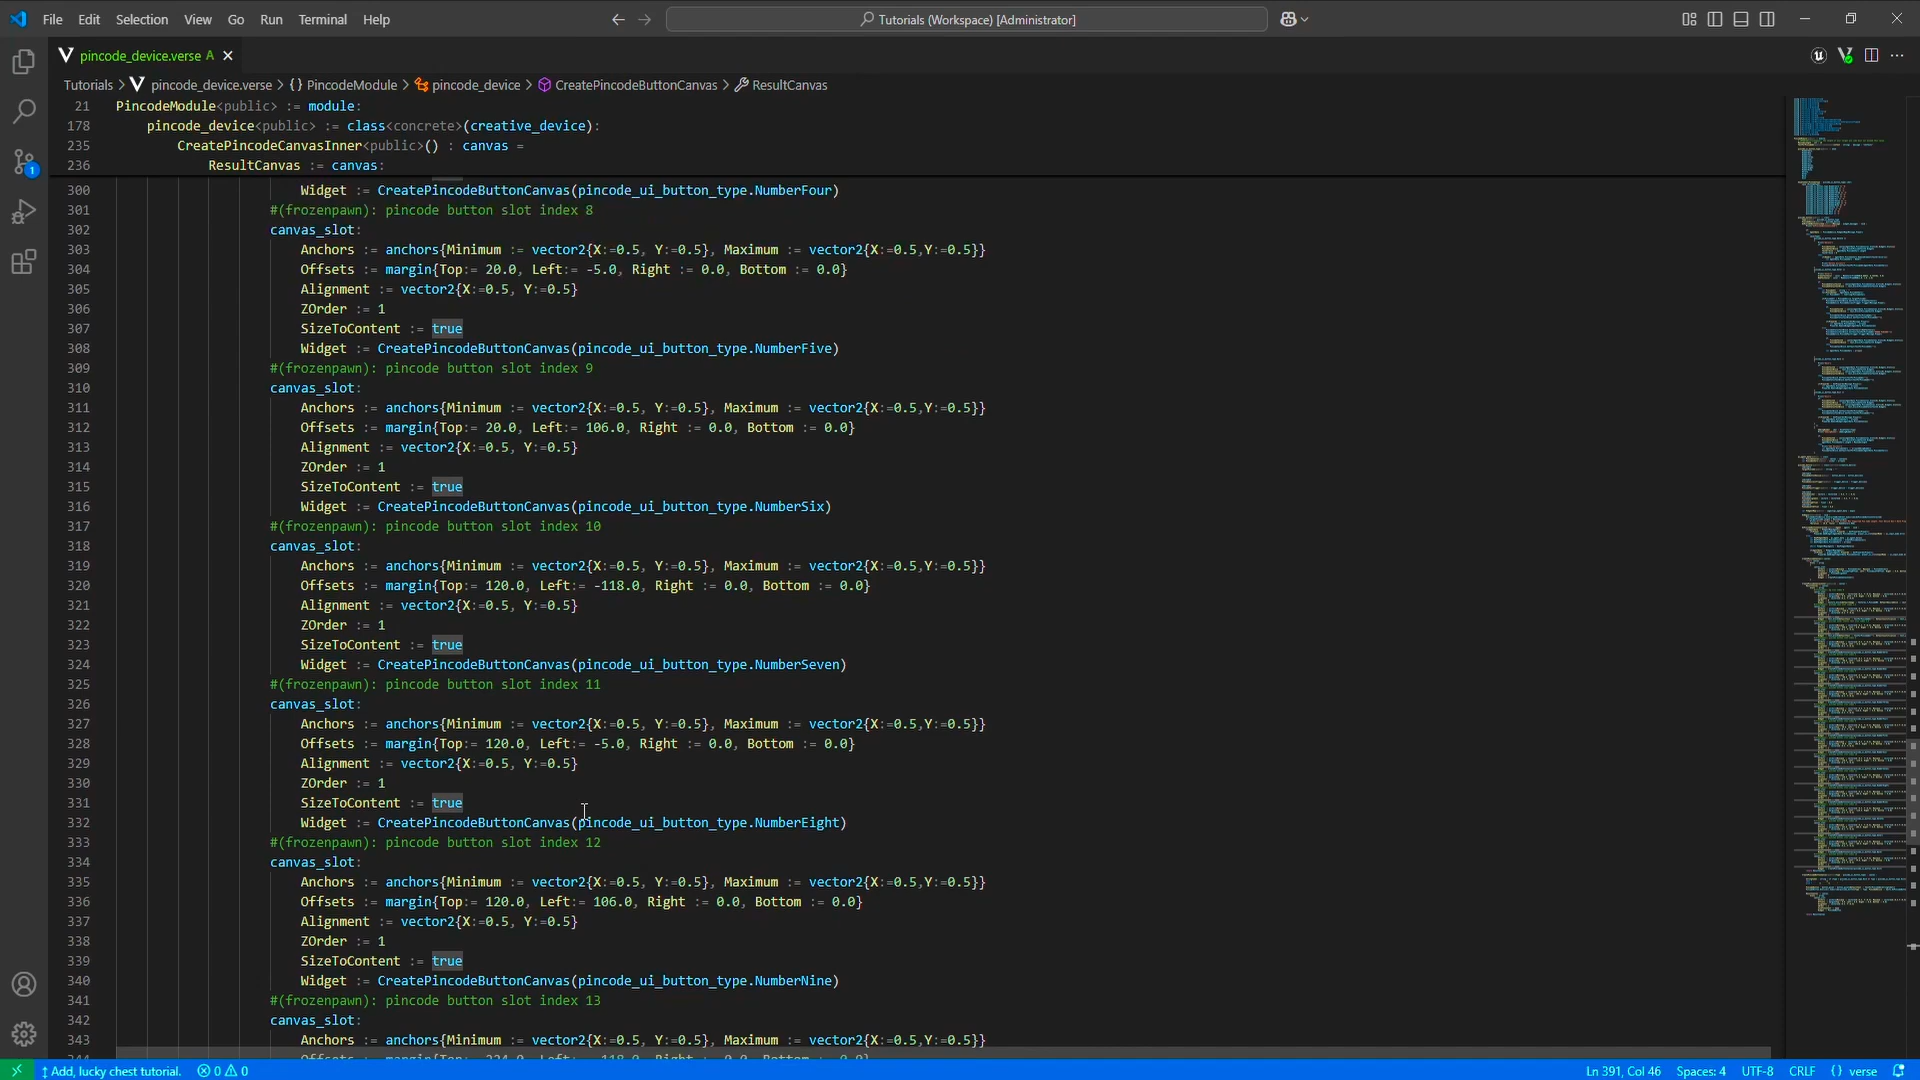 File Edit Selection View Go Run Terminal Help
Tutorials (Workspace) [Administrator]
pincode_device.verse A
Tutorials > pincode_device.verse > {} PincodeModule > pincode_device > CreatePincodeButtonCanvas > ResultCanvas
21 PincodeModule<public> := module:
178 pincode_device<public> := class<concrete>(creative_device):
235 CreatePincodeCanvasInner<public>() : canvas =
236 ResultCanvas := canvas:
300 Widget := CreatePincodeButtonCanvas(pincode_ui_button_type.NumberFour)
301 #(frozenpawn): pincode button slot index 8
302 canvas_slot:
303 Anchors := anchors{Minimum := vector2{X:=0.5, Y:=0.5}, Maximum := vector2{X:=0.5,Y:=0.5}}
304 Offsets := margin{Top:= 20.0, Left:= -5.0, Right := 0.0, Bottom := 0.0}
305 Alignment := vector2{X:=0.5, Y:=0.5}
306 ZOrder := 1
307 SizeToContent := true
308 Widget := CreatePincodeButtonCanvas(pincode_ui_button_type.NumberFive)
309 #(frozenpawn): pincode button slot index 9
310 canvas_slot:
311 Anchors := anchors{Minimum := vector2{X:=0.5, Y:=0.5}, Maximum := vector2{X:=0.5,Y:=0.5}}
312 Offsets := margin{Top:= 20.0, Left:= 106.0, Right := 0.0, Bottom := 0.0}
313 Alignment := vector2{X:=0.5, Y:=0.5}
314 ZOrder := 1
315 SizeToContent := true
316 Widget := CreatePincodeButtonCanvas(pincode_ui_button_type.NumberSix)
317 #(frozenpawn): pincode button slot index 10
318 canvas_slot:
319 Anchors := anchors{Minimum := vector2{X:=0.5, Y:=0.5}, Maximum := vector2{X:=0.5,Y:=0.5}}
320 Offsets := margin{Top:= 120.0, Left:= -118.0, Right := 0.0, Bottom := 0.0}
321 Alignment := vector2{X:=0.5, Y:=0.5}
322 ZOrder := 1
323 SizeToContent := true
324 Widget := CreatePincodeButtonCanvas(pincode_ui_button_type.NumberSeven)
325 #(frozenpawn): pincode button slot index 11
326 canvas_slot:
327 Anchors := anchors{Minimum := vector2{X:=0.5, Y:=0.5}, Maximum := vector2{X:=0.5,Y:=0.5}}
328 Offsets := margin{Top:= 120.0, Left:= -5.0, Right := 0.0, Bottom := 0.0}
329 Alignment := vector2{X:=0.5, Y:=0.5}
330 ZOrder := 1
331 SizeToContent := true
332 Widget := CreatePincodeButtonCanvas(pincode_ui_button_type.NumberEight)
333 #(frozenpawn): pincode button slot index 12
334 canvas_slot:
335 Anchors := anchors{Minimum := vector2{X:=0.5, Y:=0.5}, Maximum := vector2{X:=0.5,Y:=0.5}}
336 Offsets := margin{Top:= 120.0, Left:= 106.0, Right := 0.0, Bottom := 0.0}
337 Alignment := vector2{X:=0.5, Y:=0.5}
338 ZOrder := 1
339 SizeToContent := true
340 Widget := CreatePincodeButtonCanvas(pincode_ui_button_type.NumberNine)
341 #(frozenpawn): pincode button slot index 13
342 canvas_slot:
343 Anchors := anchors{Minimum := vector2{X:=0.5, Y:=0.5}, Maximum := vector2{X:=0.5,Y:=0.5}}
1
Add, lucky chest tutorial. 0 0 Ln 391, Col 46 Spaces: 4 UTF-8 CRLF {} verse